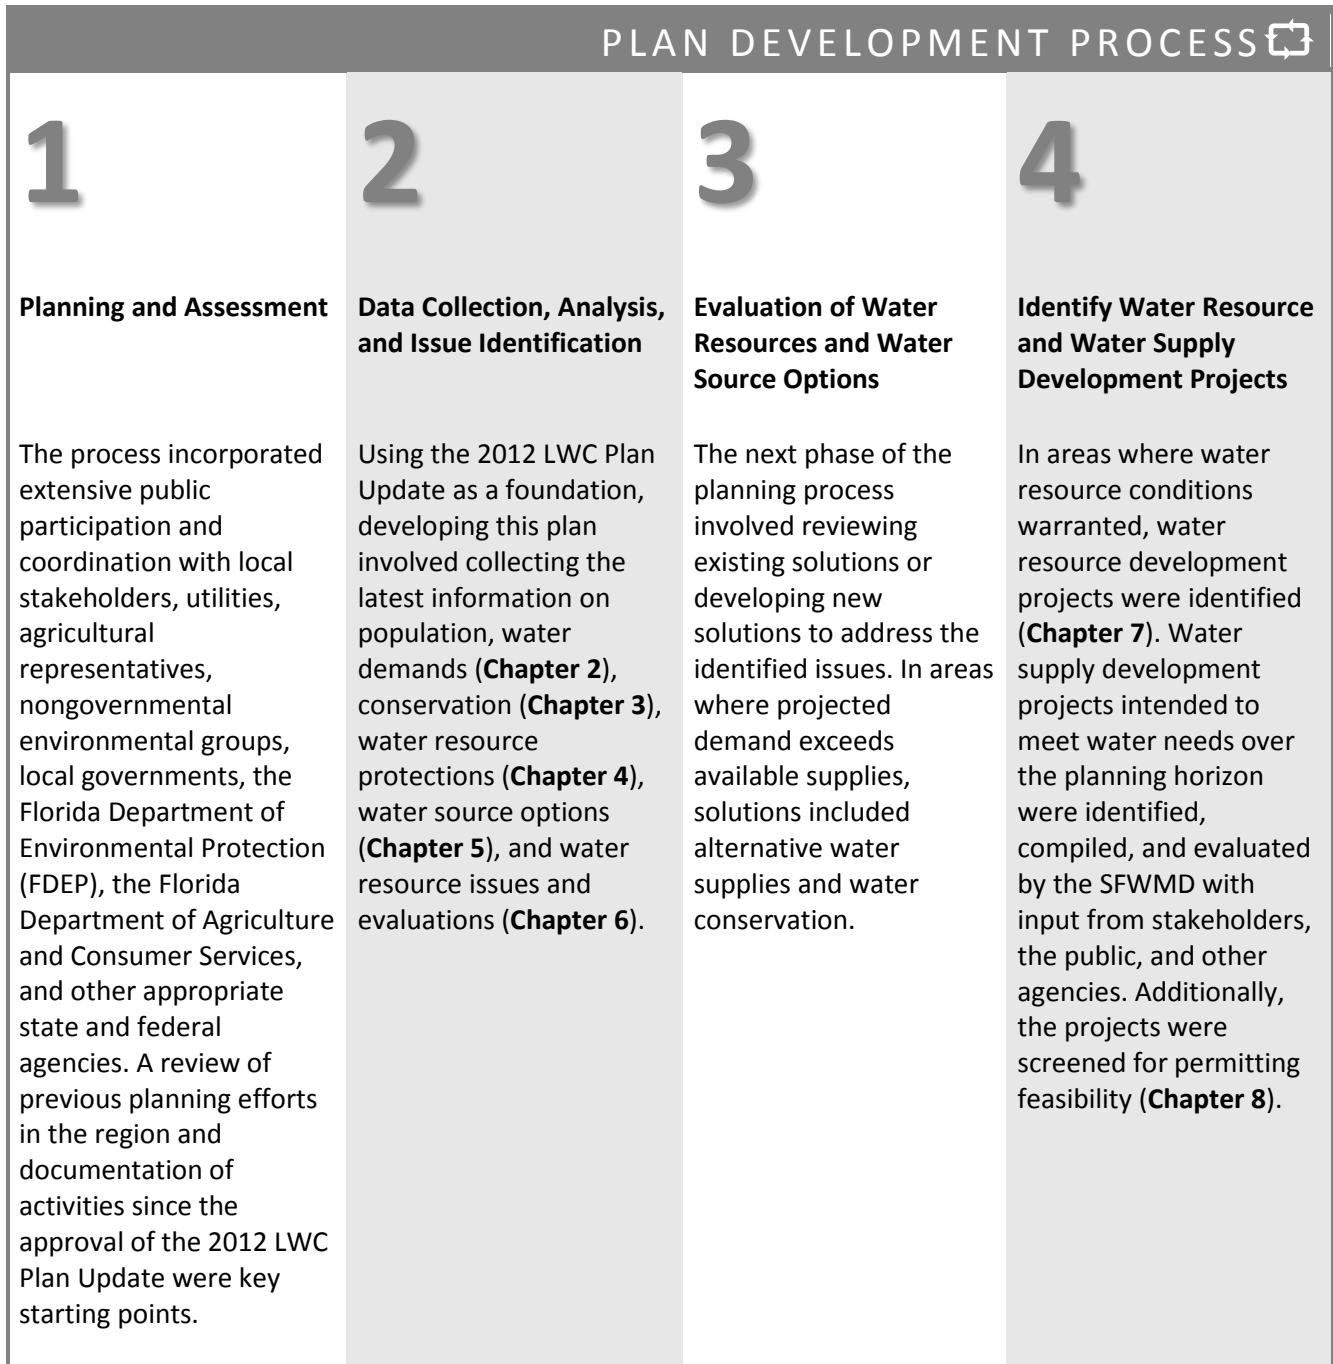 PLAN DEVELOPMENT PROCESS
1
Planning and Assessment
The process incorporated
extensive public
participation and
coordination with local
stakeholders, utilities,
agricultural
representatives,
nongovernmental
environmental groups,
local governments, the
Florida Department of
Environmental Protection
(FDEP), the Florida
Department of Agriculture
and Consumer Services,
and other appropriate
state and federal
agencies. A review of
previous planning efforts
in the region and
documentation of
activities since the
approval of the 2012 LWC
Plan Update were key
starting points.
2
Data Collection, Analysis,
and Issue Identification
Using the 2012 LWC Plan
Update as a foundation,
developing this plan
involved collecting the
latest information on
population, water
demands (Chapter 2),
conservation (Chapter 3),
water resource
protections (Chapter 4),
water source options
(Chapter 5), and water
resource issues and
evaluations (Chapter 6).
3
Evaluation of Water
Resources and Water
Source Options
The next phase of the
planning process
involved reviewing
existing solutions or
developing new
solutions to address the
identified issues. In areas
where projected
demand exceeds
available supplies,
solutions included
alternative water
supplies and water
conservation.
4
Identify Water Resource
and Water Supply
Development Projects
In areas where water
resource conditions
warranted, water
resource development
projects were identified
(Chapter 7). Water
supply development
projects intended to
meet water needs over
the planning horizon
were identified,
compiled, and evaluated
by the SFWMD with
input from stakeholders,
the public, and other
agencies. Additionally,
the projects were
screened for permitting
feasibility (Chapter 8).